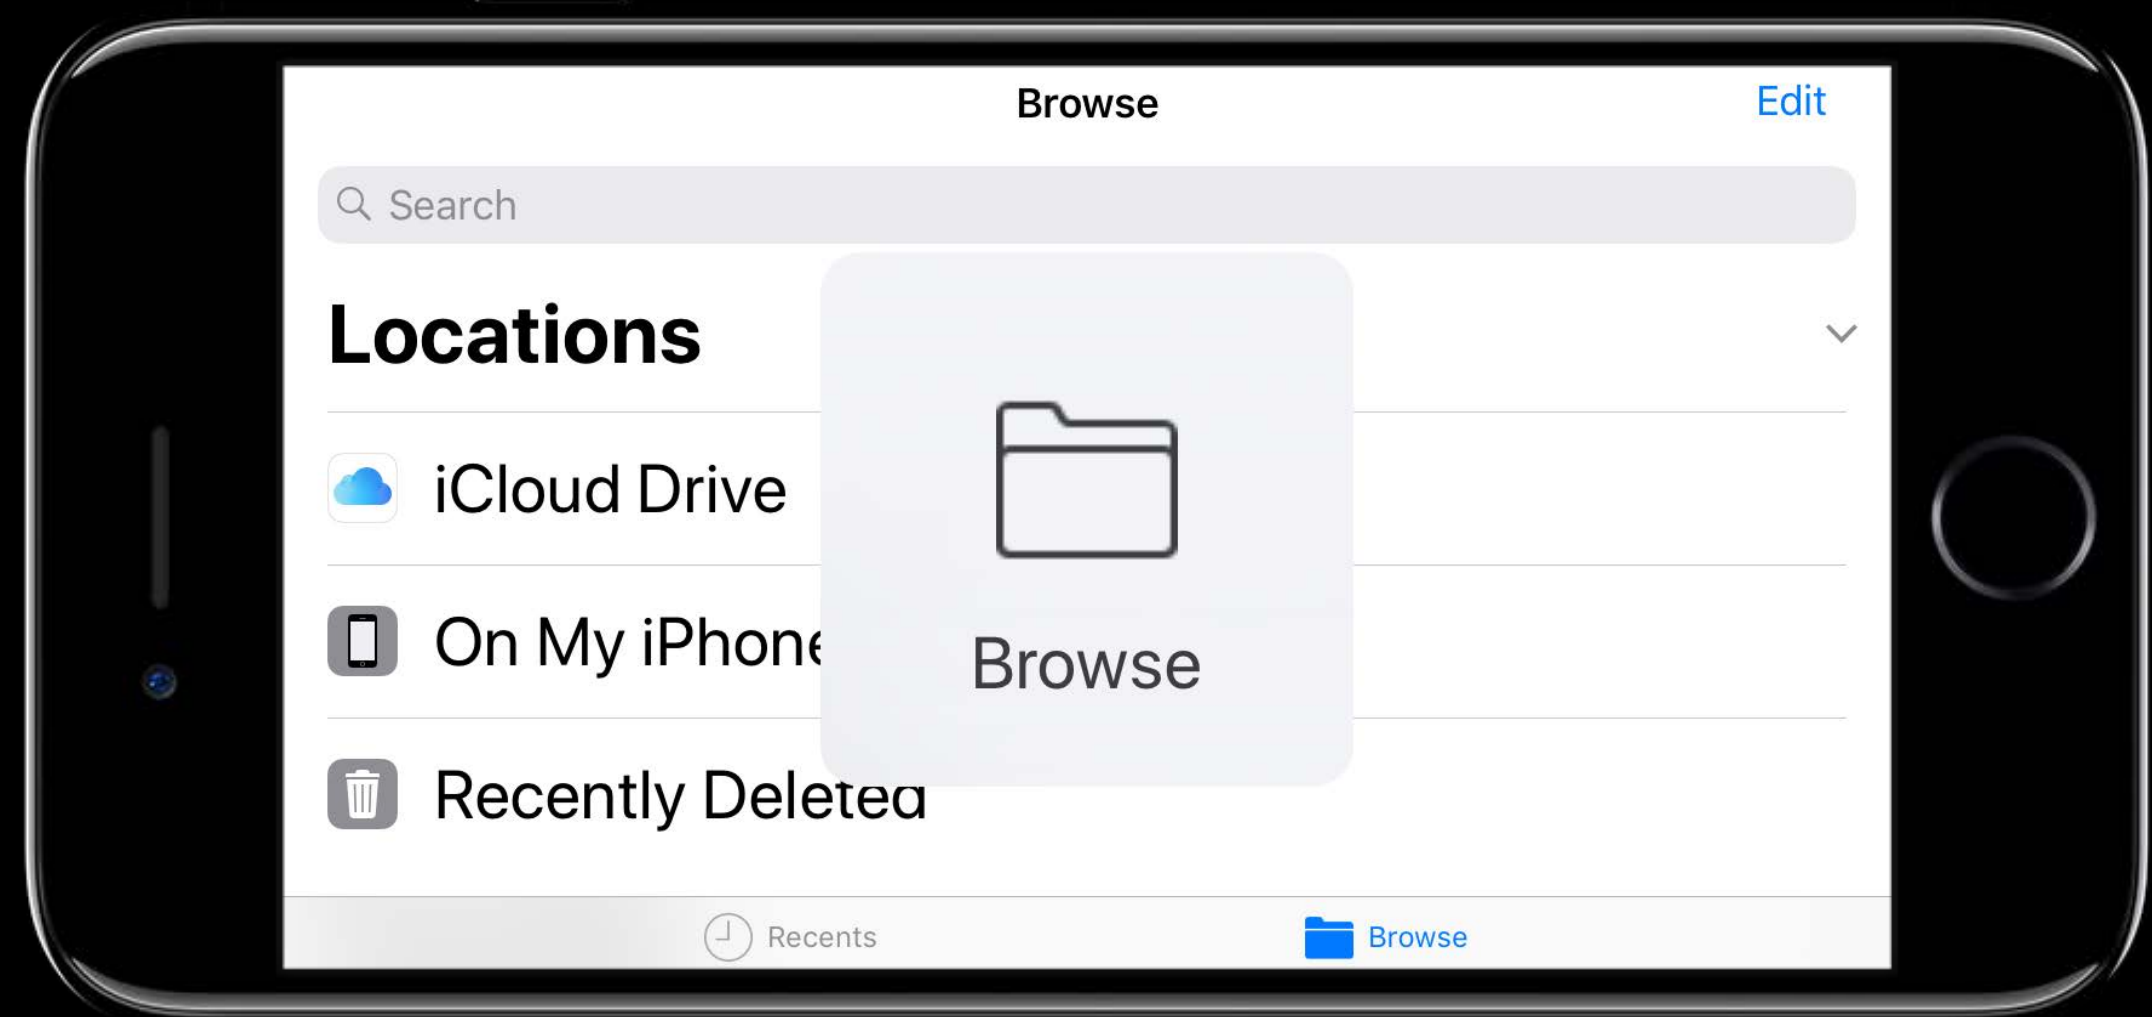 Browse
Edit
Search
Locations
iCloud Drive
On My iPhone
Browse
Recently Deleted
Recents
Browse